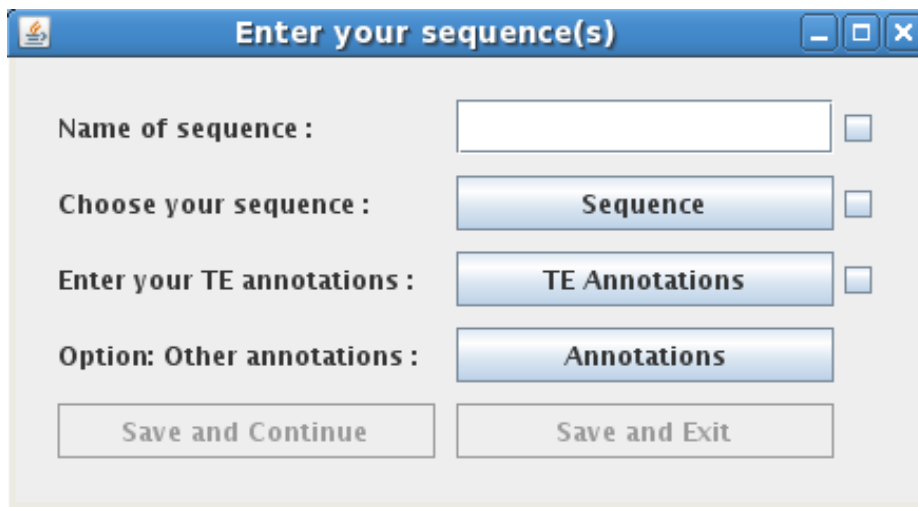 Enter your sequence(s)
Name of sequence :
Choose your sequence : Sequence
Enter your TE annotations : TE Annotations
Option: Other annotations : Annotations
Save and Continue Save and Exit